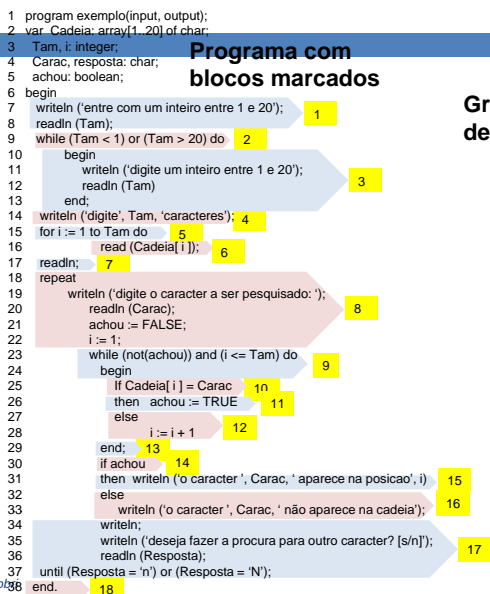 1 program exemplo(input, output);
2 var Cadeia: array[1..20] of char;
3 Tam, i: integer;
Programa com
blocos marcados
4 Carac, resposta: char;
5 achou: boolean;
6 begin
7 writeln ('entre com um inteiro entre 1 e 20'); 1
8 readln (Tam);
9 while (Tam < 1) or (Tam > 20) do 2
10 begin
11 writeln ('digite um inteiro entre 1 e 20'); 3
12 readln (Tam)
13 end;
14 writeln ('digite', Tam, 'caracteres'); 4
15 for i := 1 to Tam do 5
16 read (Cadeia[ i ]); 6
17 readln; 7
18 repeat
19 writeln ('digite o caracter a ser pesquisado: ');
20 readln (Carac); 8
21 achou := FALSE;
22 i := 1;
23 while (not(achou)) and (i <= Tam) do 9
24 begin
25 If Cadeia[ i ] = Carac 10
26 then achou := TRUE 11
27 else 12
28 i := i + 1
29 end; 13
30 if achou 14
31 then writeln ('o caracter ', Carac, ' aparece na posicao', i) 15
32 else 16
33 writeln ('o caracter ', Carac, ' não aparece na cadeia');
34 writeln;
35 writeln ('deseja fazer a procura para outro caracter? [s/n]'); 17
36 readln (Resposta);
37 until (Resposta = 'n') or (Resposta = 'N');
38 end. 18
Gr
de